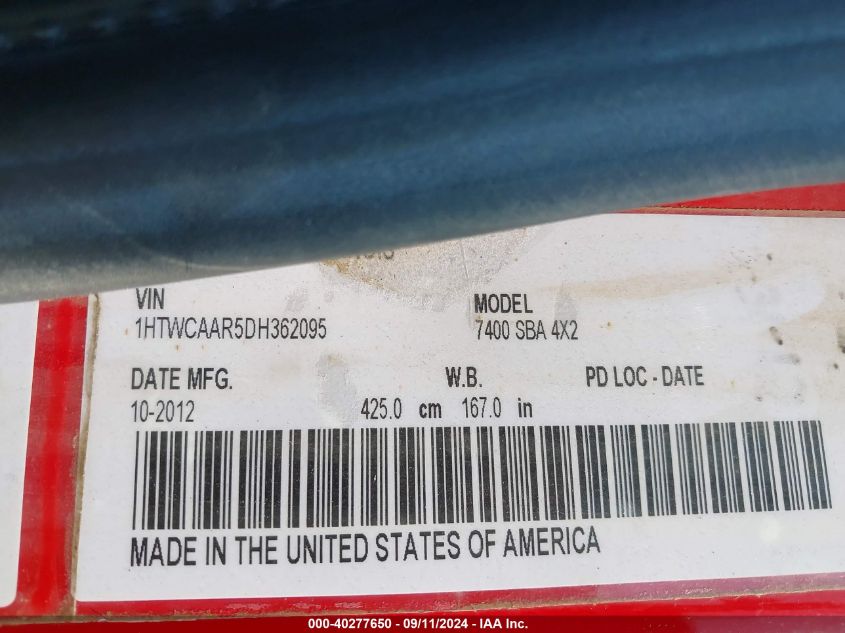 VIN MODEL
1HTWCAAR5DH362095 7400 SBA 4X2
DATE MFG. W.B. PD LOC - DATE
10-2012 425.0 cm 167.0 in
MADE IN THE UNITED STATES OF AMERICA
000-40277650 - 09/11/2024 - IAA Inc.